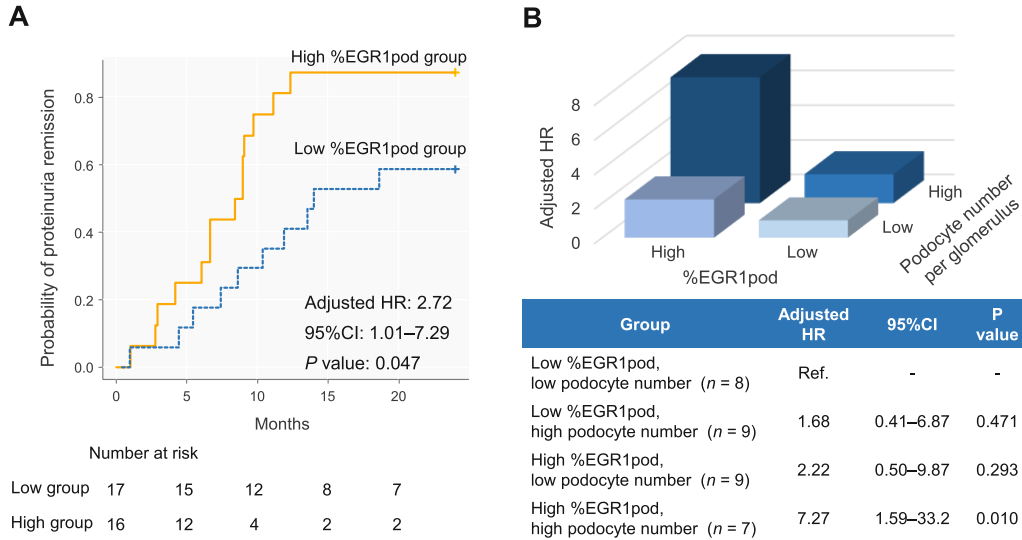 A
High %EGR1pod group
Low %EGR1pod group
Probability of proteinuria remission
0.8
0.6
0.4
0.2
0.0
Adjusted HR: 2.72
95%CI: 1.01–7.29
P value: 0.047
0 5 10 15 20
Months
Number at risk
Low group 17 15 12 8 7
High group 16 12 4 2 2
B
Adjusted HR
8
6
4
2
0
High
Low
High Low
%EGR1pod
Podocyte number
per glomerulus
Group Adjusted HR 95%CI P value
Low %EGR1pod,
low podocyte number (n = 8) Ref. - -
Low %EGR1pod,
high podocyte number (n = 9) 1.68 0.41–6.87 0.471
High %EGR1pod,
low podocyte number (n = 9) 2.22 0.50–9.87 0.293
High %EGR1pod,
high podocyte number (n = 7) 7.27 1.59–33.2 0.010